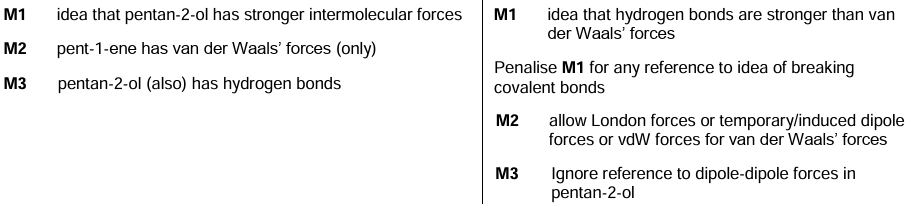 M1 idea that pentan-2-ol has stronger intermolecular forces
M2 pent-1-ene has van der Waals’ forces (only)
M3 pentan-2-ol (also) has hydrogen bonds
M1 idea that hydrogen bonds are stronger than van
der Waals’ forces
Penalise M1 for any reference to idea of breaking
covalent bonds
M2 allow London forces or temporary/induced dipole
forces or vdW forces for van der Waals’ forces
M3 Ignore reference to dipole-dipole forces in
pentan-2-ol